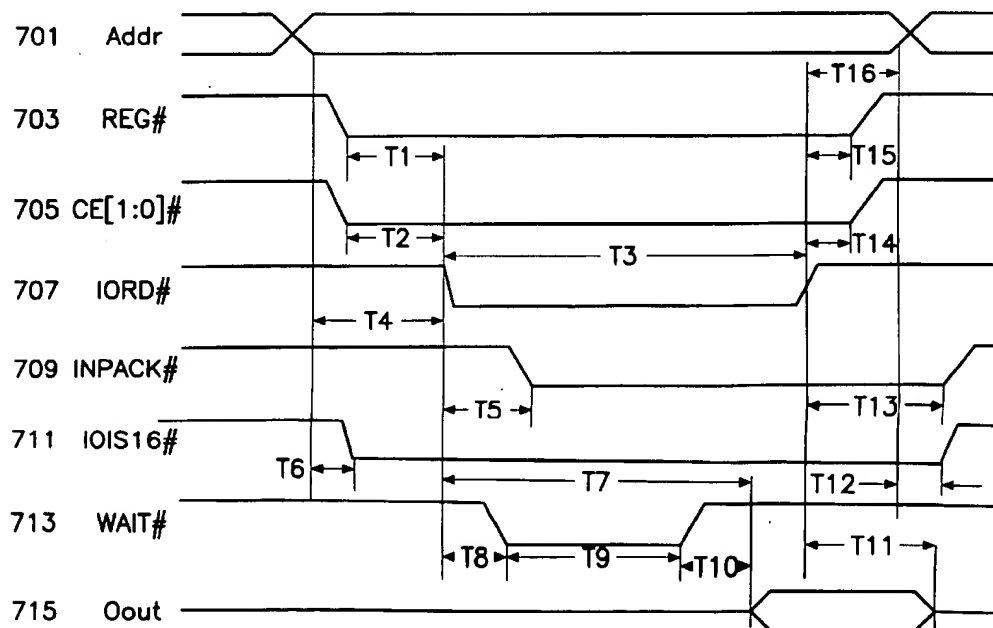 701 Addr
T16
703 REG#
T1
T15
705 CE[1:0]#
T2
T3
T14
707 IORD#
T4
709 INPACK#
T5
T13
711 IOIS16#
T6
T7
T12
713 WAIT#
T8
T9
T10
T11
715 Oout